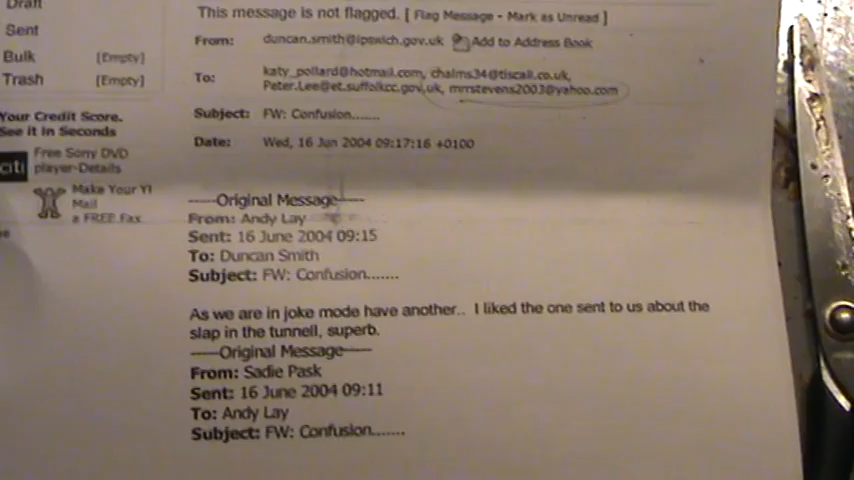 Draft
This message is not flagged. [ Flag Message - Mark as Unread ]
Sent
From: duncan.smith@ipswich.gov.uk Add to Address Book
Bulk [Empty]
Trash [Empty]
To: katy_pollard@hotmail.com, chalms34@tiscali.co.uk,
Peter.Lee@et.suffolkcc.gov.uk, mrrstevens2003@yahoo.com
Your Credit Score.
See it in Seconds
Subject: FW: Confusion.......
Date: Wed, 16 Jun 2004 09:17:16 +0100
citi
Free Sony DVD
player-Details
Make Your Y!
Mail
a FREE Fax
-----Original Message-----
From: Andy Lay
Sent: 16 June 2004 09:15
To: Duncan Smith
Subject: FW: Confusion.......
As we are in joke mode have another.. I liked the one sent to us about the
slap in the tunnell, superb.
-----Original Message-----
From: Sadie Pask
Sent: 16 June 2004 09:11
To: Andy Lay
Subject: FW: Confusion.......